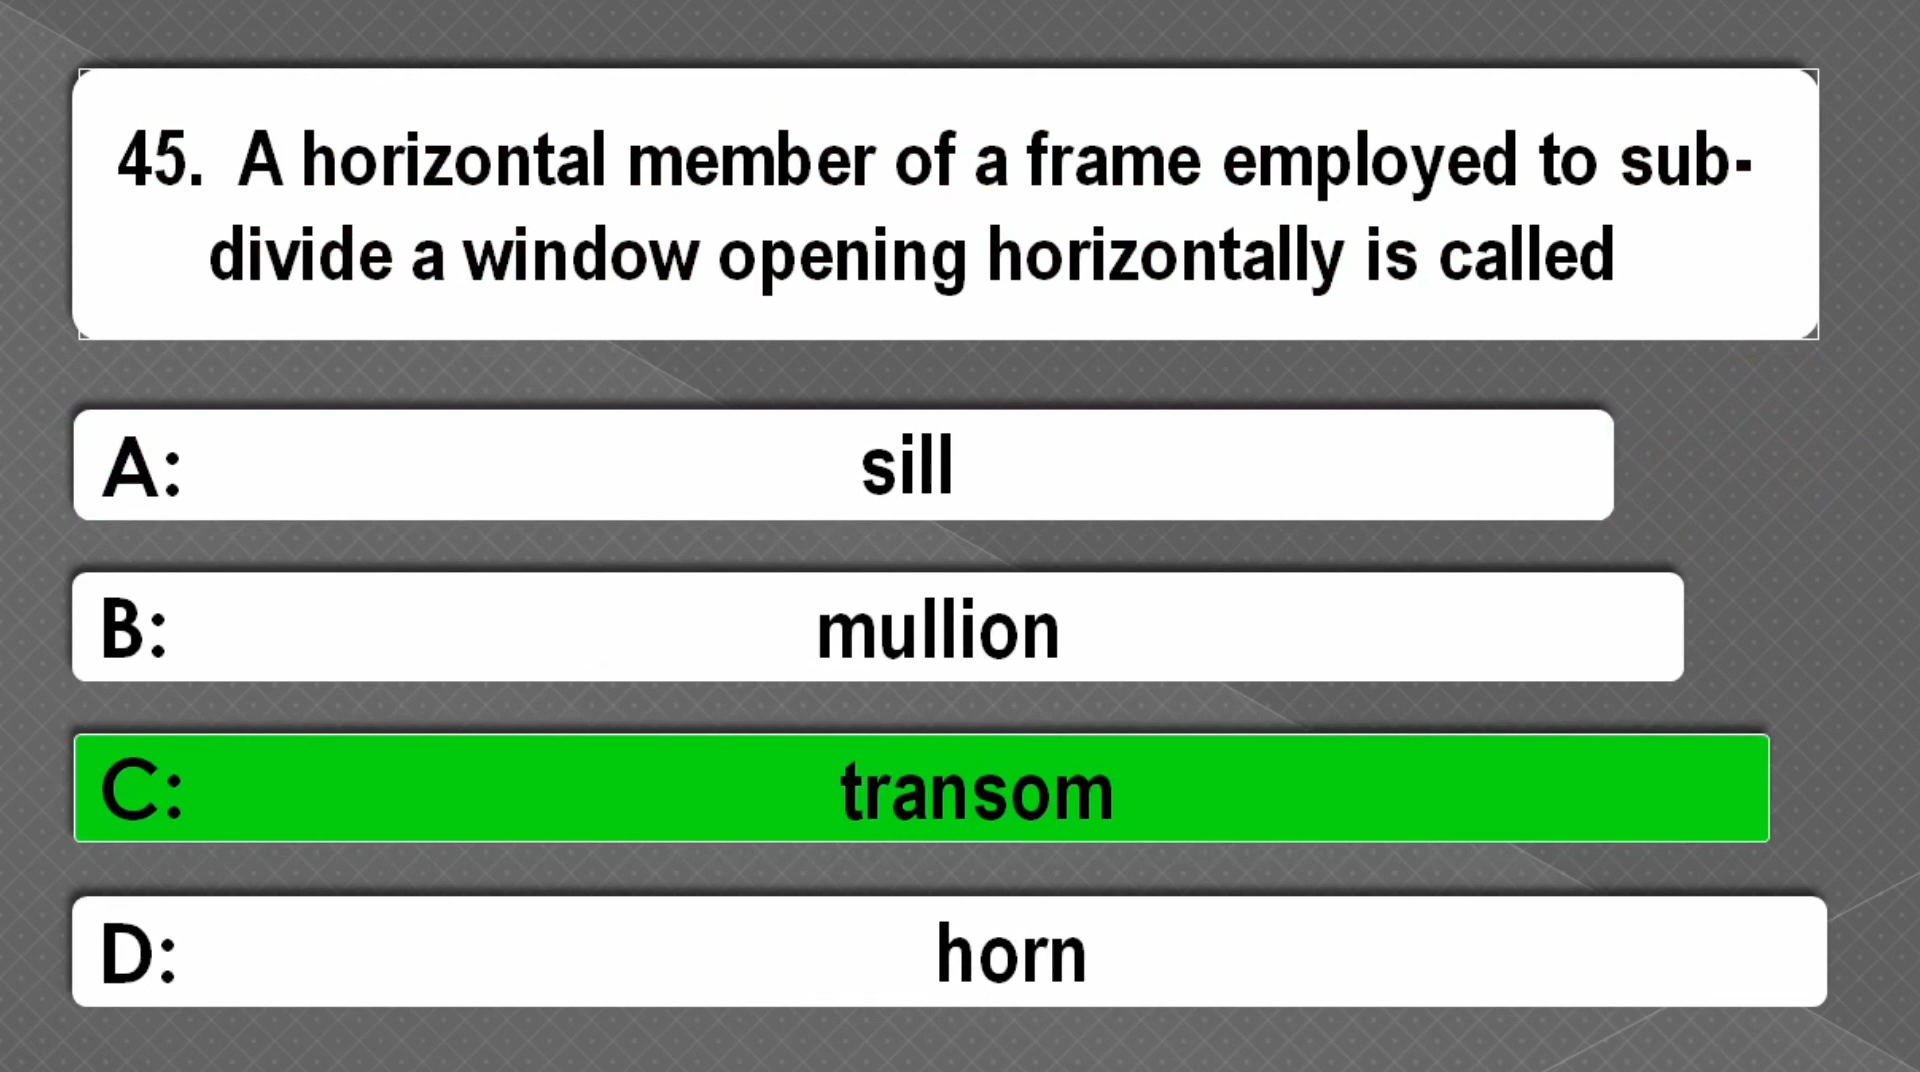 45. A horizontal member of a frame employed to sub-
divide a window opening horizontally is called
A: sill
B: mullion
C: transom
D: horn